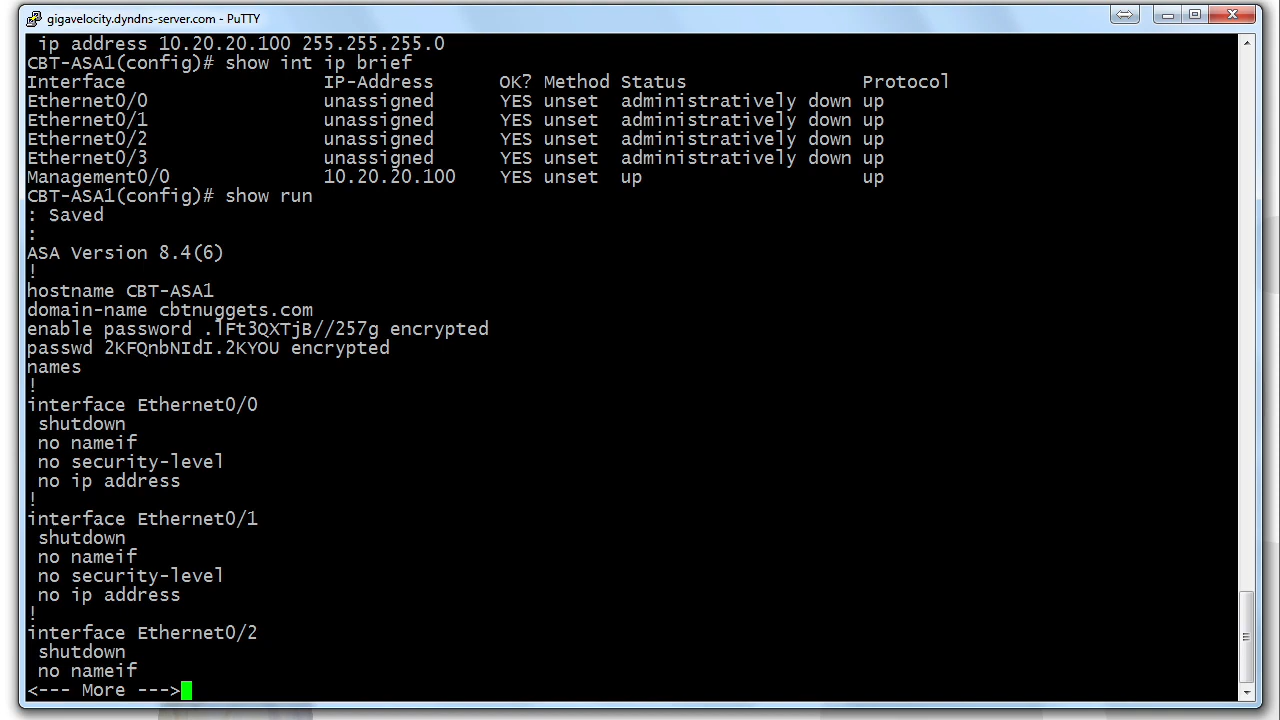 gigavelocity.dyndns-server.com - PuTTY
ip address 10.20.20.100 255.255.255.0
CBT-ASA1(config)# show int ip brief
Interface IP-Address OK? Method Status Protocol
Ethernet0/0 unassigned YES unset administratively down up
Ethernet0/1 unassigned YES unset administratively down up
Ethernet0/2 unassigned YES unset administratively down up
Ethernet0/3 unassigned YES unset administratively down up
Management0/0 10.20.20.100 YES unset up up
CBT-ASA1(config)# show run
: Saved
:
ASA Version 8.4(6)
!
hostname CBT-ASA1
domain-name cbtnuggets.com
enable password .lFt3QXTjB//257g encrypted
passwd 2KFQnbNIdI.2KYOU encrypted
names
!
interface Ethernet0/0
shutdown
no nameif
no security-level
no ip address
!
interface Ethernet0/1
shutdown
no nameif
no security-level
no ip address
!
interface Ethernet0/2
shutdown
no nameif
<--- More --->